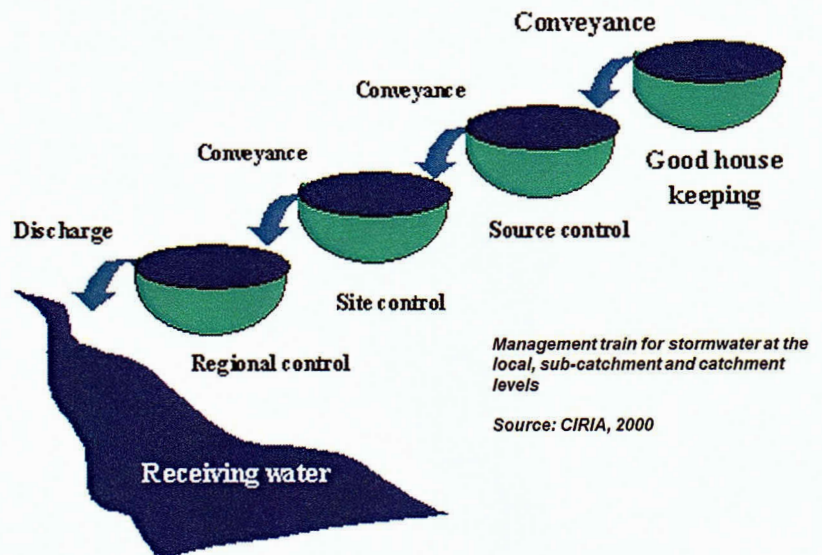 Conveyance
Conveyance
Conveyance
Discharge
Good house
keeping
Source control
Site control
Regional control
Receiving water
Management train for stormwater at the
local, sub-catchment and catchment
levels
Source: CIRIA, 2000